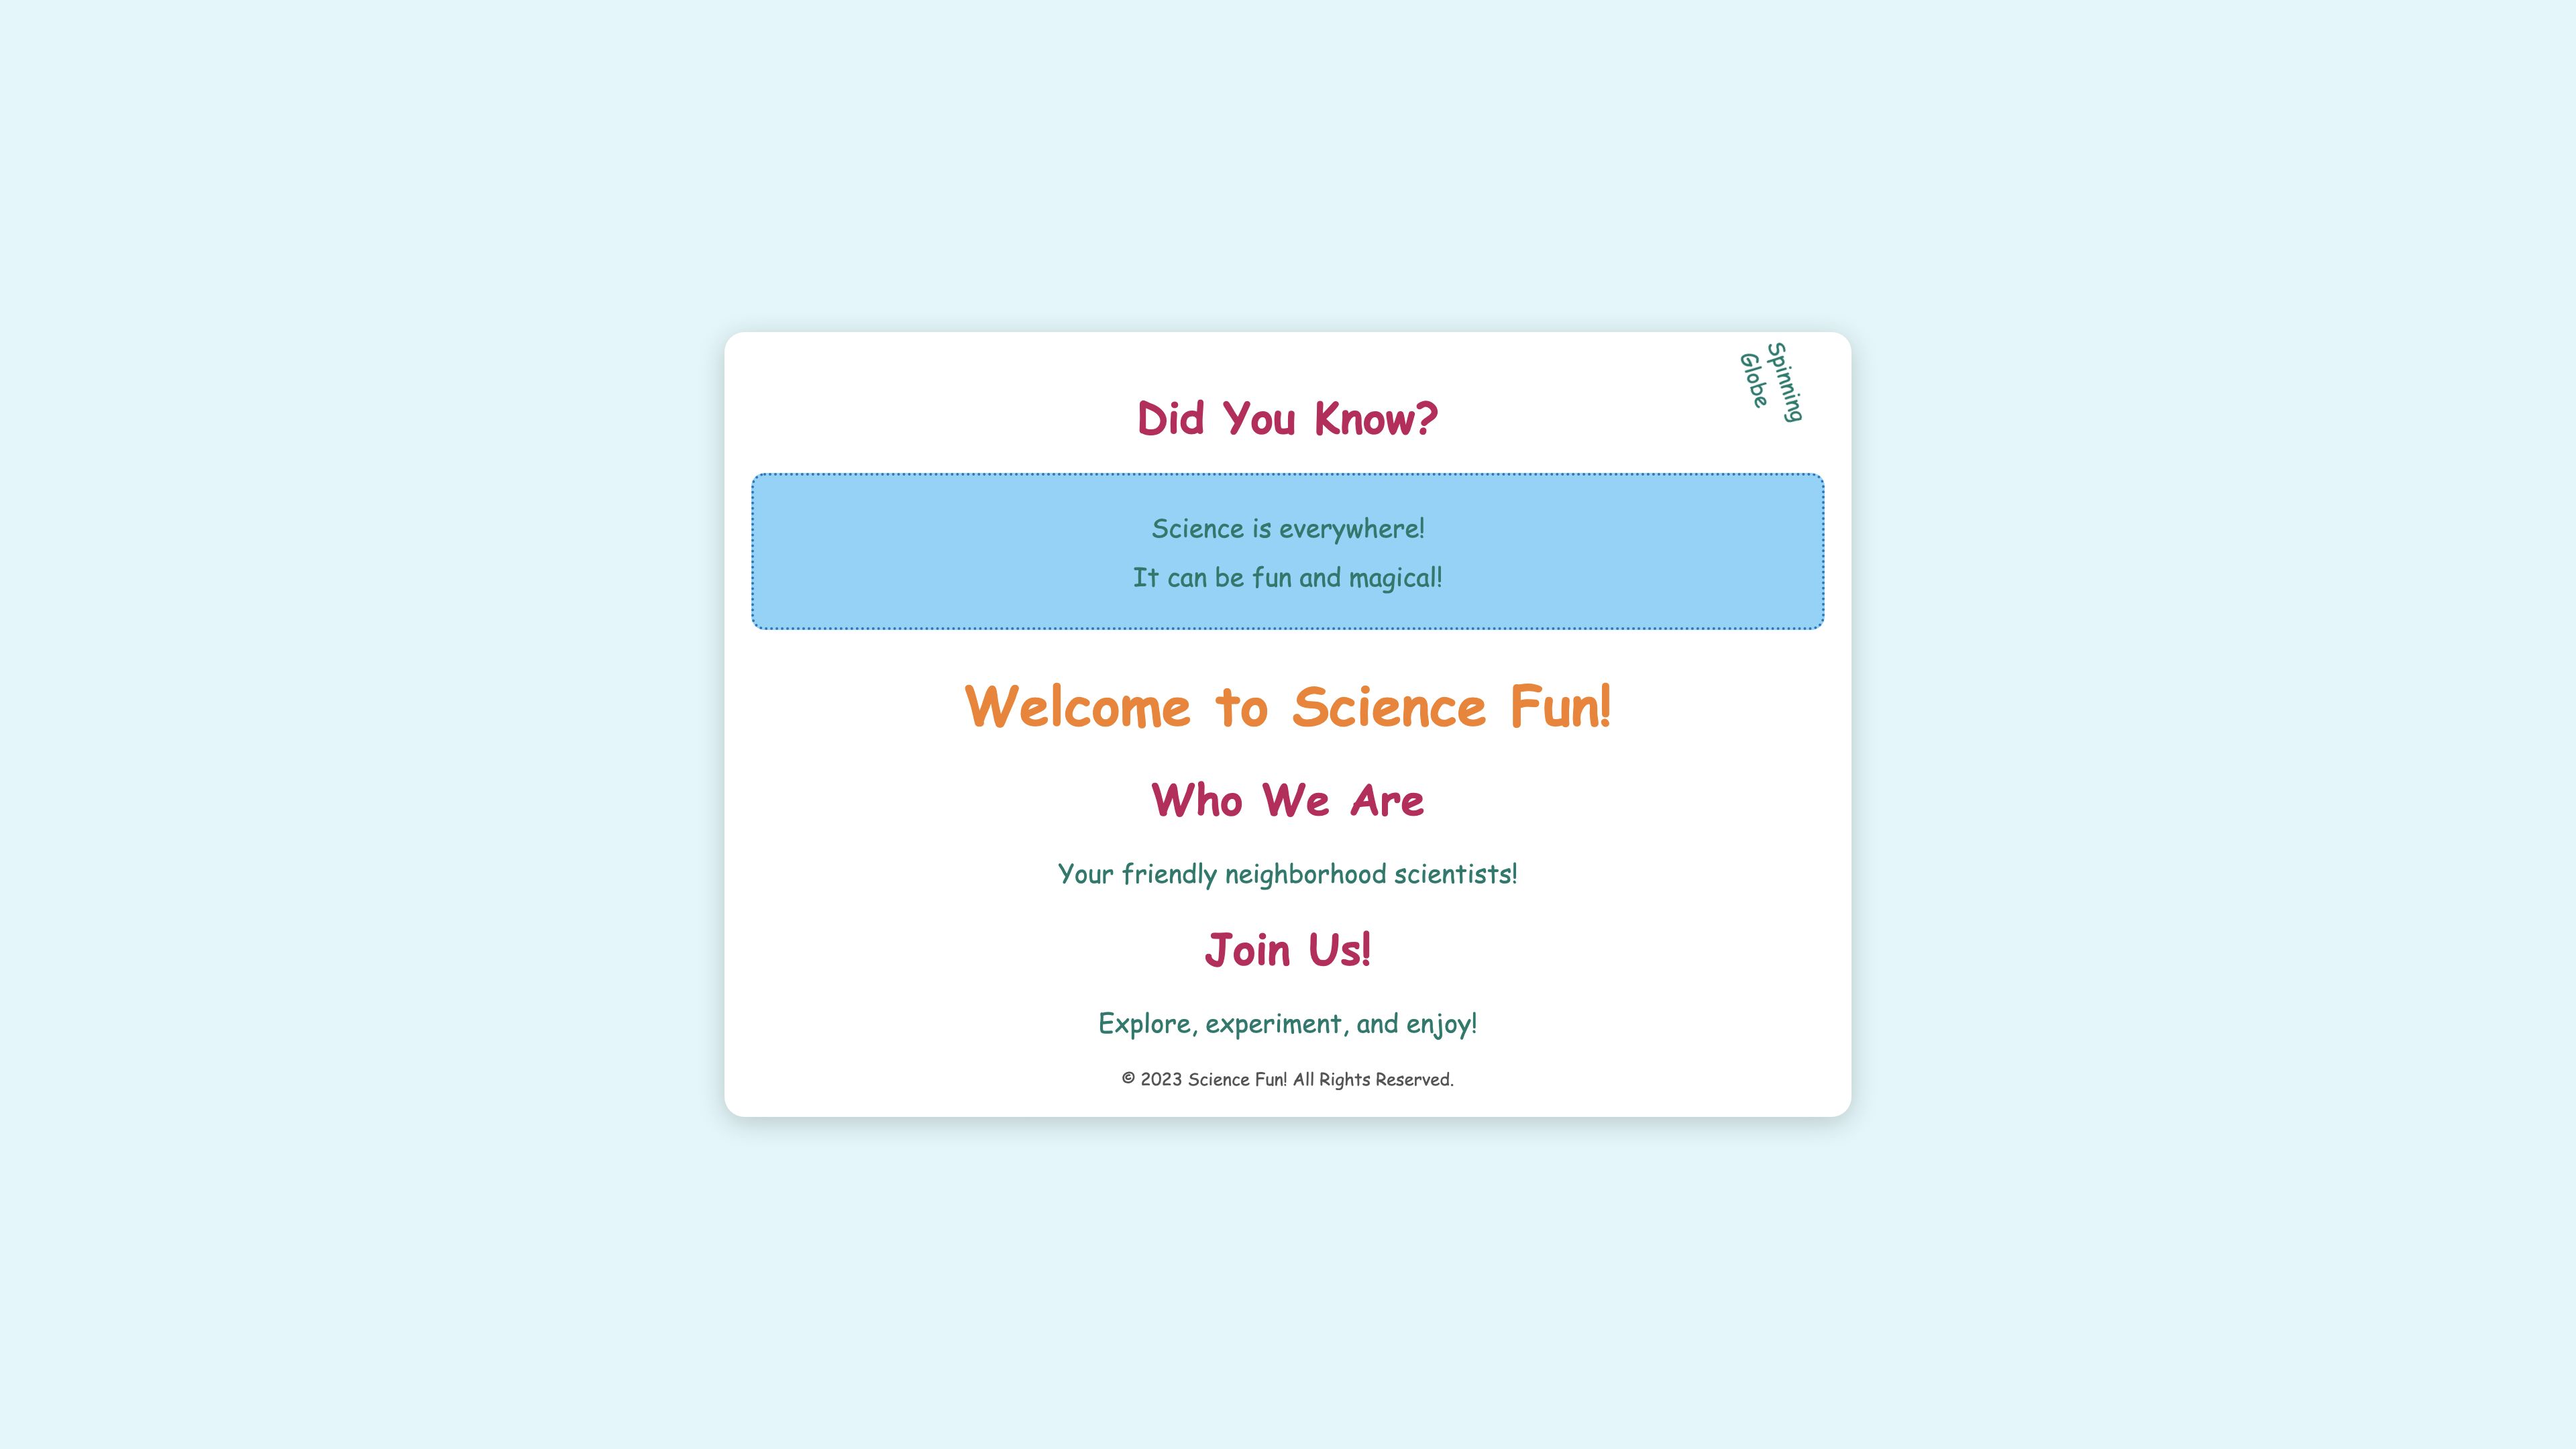 Spinning
Globe
Did You Know?
Science is everywhere!
It can be fun and magical!
Welcome to Science Fun!
Who We Are
Your friendly neighborhood scientists!
Join Us!
Explore, experiment, and enjoy!
© 2023 Science Fun! All Rights Reserved.